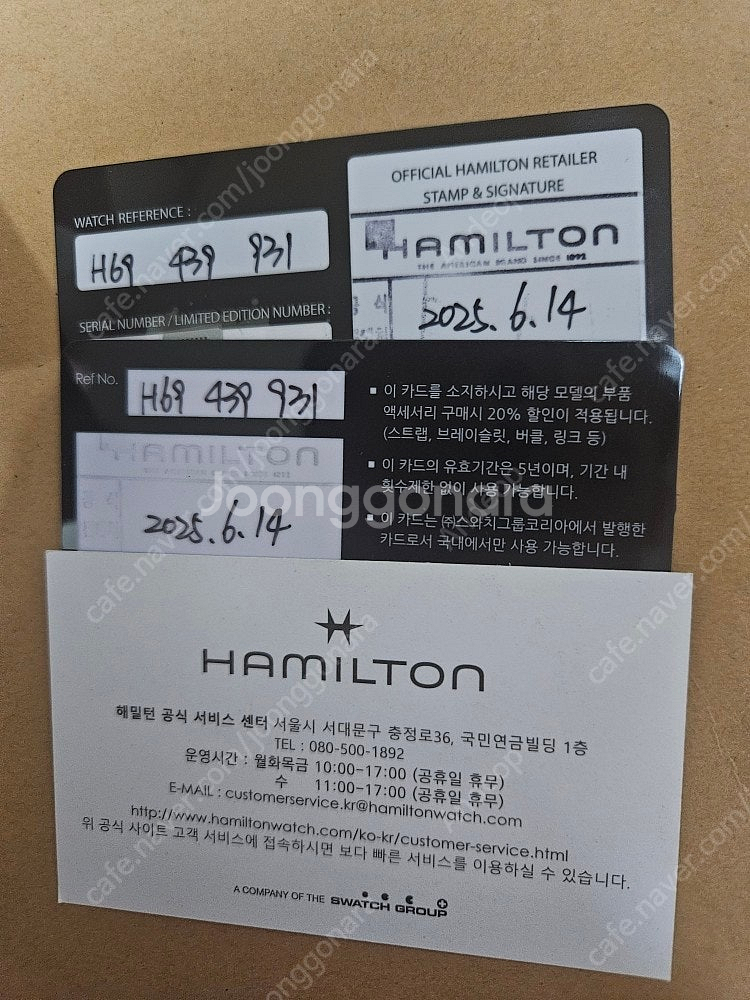 WATCH REFERENCE :
H69 439 931
OFFICIAL HAMILTON RETAILER
STAMP & SIGNATURE
HAMILTON
THE AMERICAN BRAND SINCE 1892
2025.6.14
SERIAL NUMBER / LIMITED EDITION NUMBER :
Ref No.
H69 439 931
HAMILTON
2025.6.14
▪ 이 카드를 소지하시고 해당 모델의 부품
액세서리 구매시 20% 할인이 적용됩니다.
(스트랩, 브레이슬릿, 버클, 링크 등)
▪ 이 카드의 유효기간은 5년이며, 기간 내
횟수제한 없이 사용 가능합니다.
▪ 이 카드는 ㈜스와치그룹코리아에서 발행한
카드로서 국내에서만 사용 가능합니다.
Joonggonara
HAMILTON
해밀턴 공식 서비스 센터 서울시 서대문구 충정로36, 국민연금빌딩 1층
TEL : 080-500-1892
운영시간 : 월화목금 10:00-17:00 (공휴일 휴무)
수 11:00-17:00 (공휴일 휴무)
E-MAIL : customerservice.kr@hamiltonwatch.com
http://www.hamiltonwatch.com/ko-kr/customer-service.html
위 공식 사이트 고객 서비스에 접속하시면 보다 빠른 서비스를 이용하실 수 있습니다.
A COMPANY OF THE SWATCH GROUP
cafe.naver.com/joonggonara